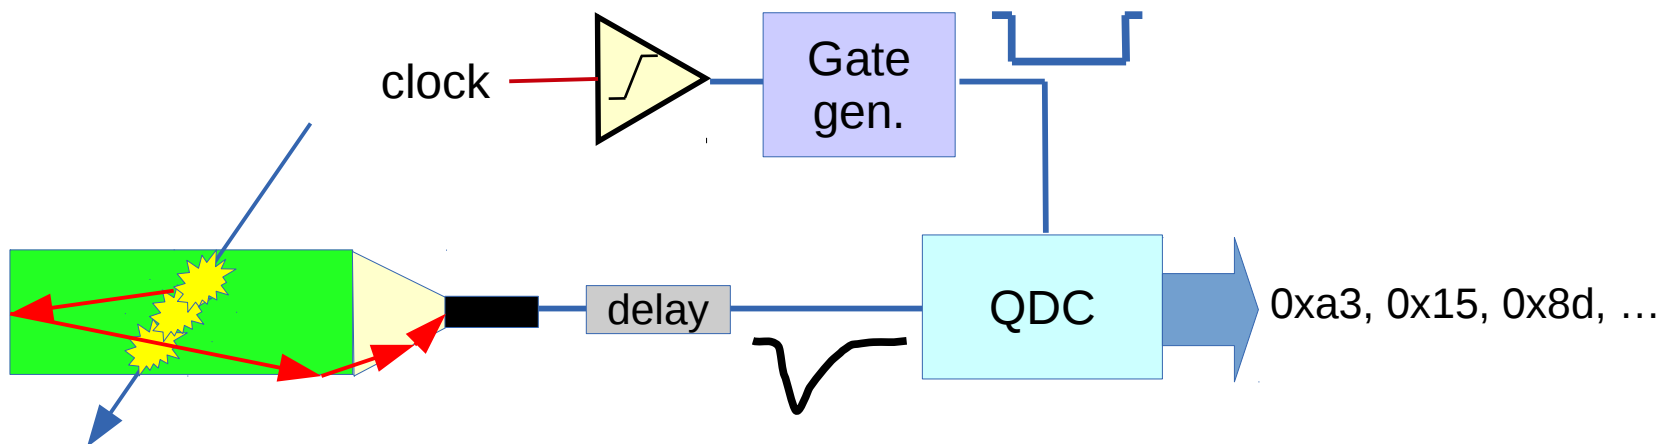 clock
Gate
gen.
delay
QDC
0xa3, 0x15, 0x8d, …